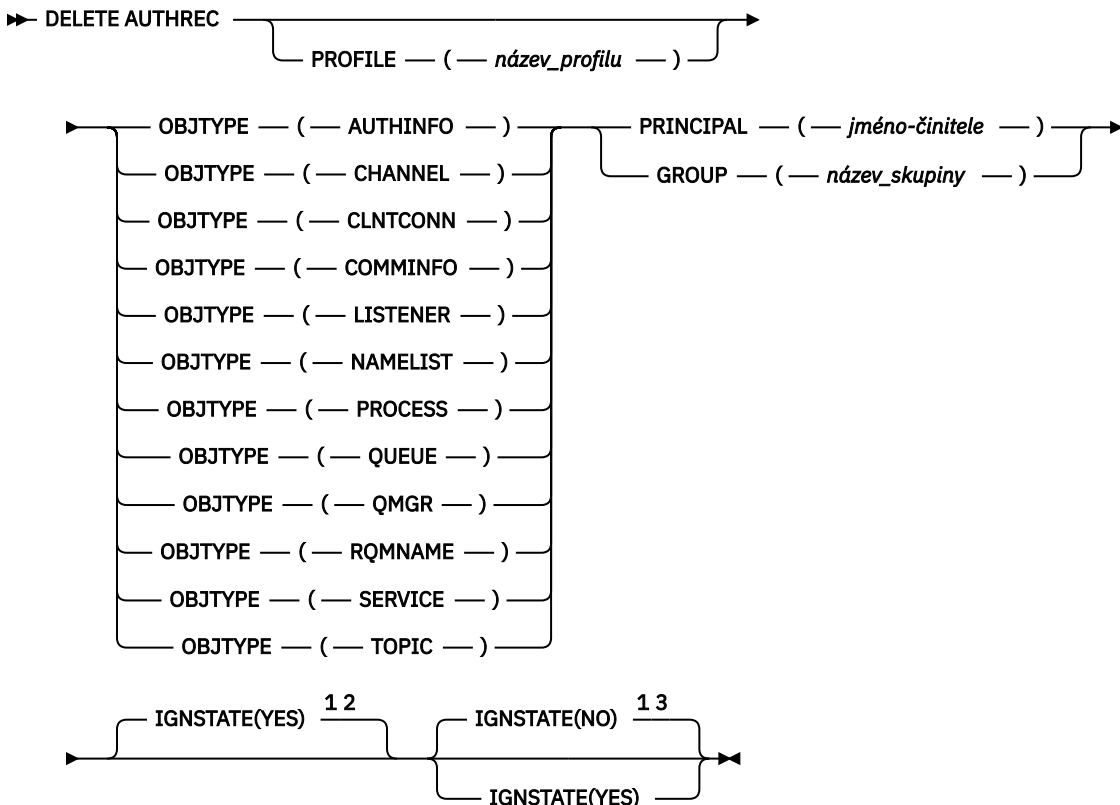 DELETE AUTHREC
PROFILE ( název_profilu )
OBJTYPE ( AUTHINFO ) PRINCIPAL ( jméno-činitele )
OBJTYPE ( CHANNEL ) GROUP ( název_skupiny )
OBJTYPE ( CLNTCONN )
OBJTYPE ( COMMINFO )
OBJTYPE ( LISTENER )
OBJTYPE ( NAMELIST )
OBJTYPE ( PROCESS )
OBJTYPE ( QUEUE )
OBJTYPE ( QMGR )
OBJTYPE ( RQMNAME )
OBJTYPE ( SERVICE )
OBJTYPE ( TOPIC )
IGNSTATE(YES) 1 2 IGNSTATE(NO) 1 3
IGNSTATE(YES)